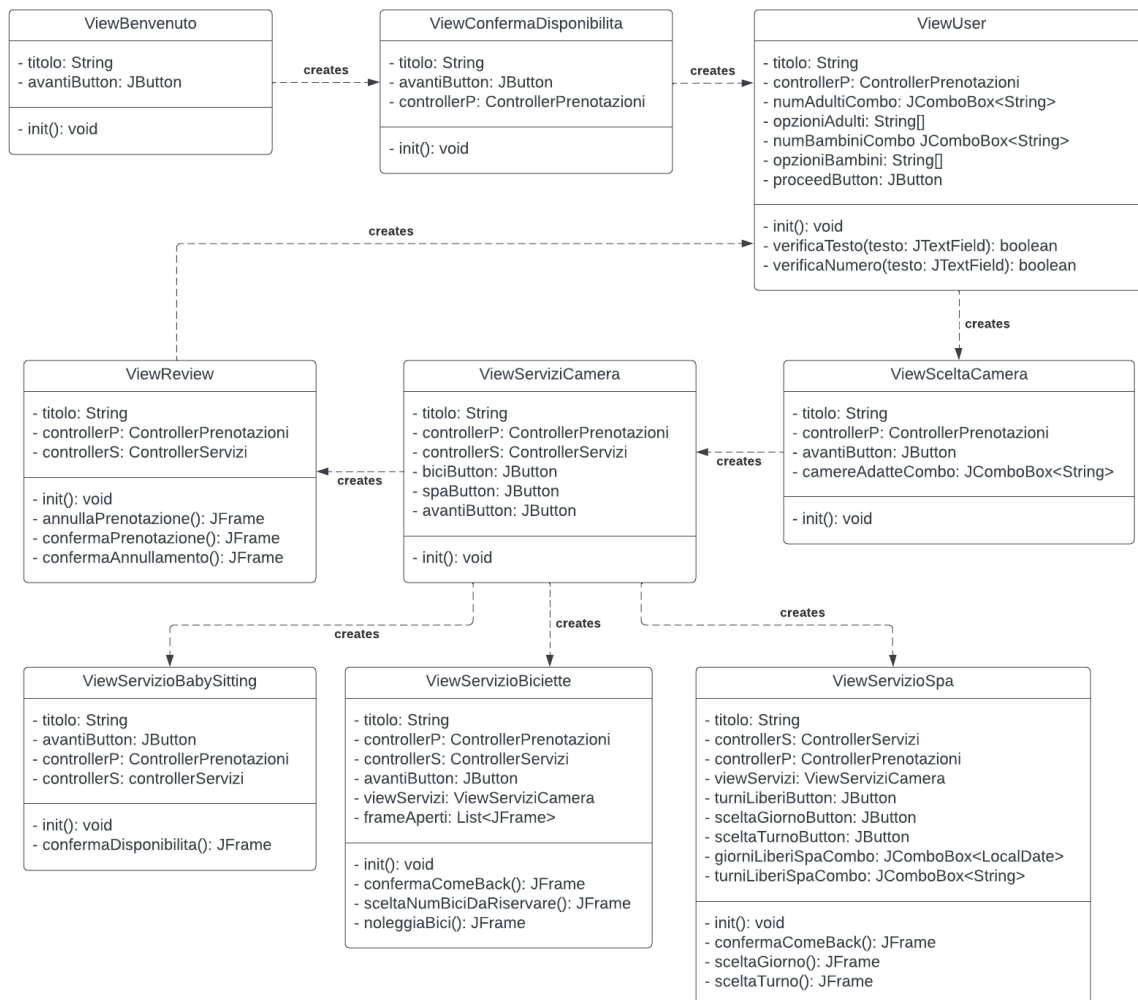 ViewBenvenuto
- titolo: String
- avantiButton: JButton
- init(): void
creates
ViewConfermaDisponibilita
- titolo: String
- avantiButton: JButton
- controllerP: ControllerPrenotazioni
- init(): void
creates
ViewUser
- titolo: String
- controllerP: ControllerPrenotazioni
- numAdultiCombo: JComboBox<String>
- opzioniAdulti: String[]
- numBambiniCombo JComboBox<String>
- opzioniBambini: String[]
- proceedButton: JButton
- init(): void
- verificaTesto(testo: JTextField): boolean
- verificaNumero(testo: JTextField): boolean
creates
creates
ViewReview
- titolo: String
- controllerP: ControllerPrenotazioni
- controllerS: ControllerServizi
- init(): void
- annullaPrenotazione(): JFrame
- confermaPrenotazione(): JFrame
- confermaAnnullamento(): JFrame
creates
ViewServiziCamera
- titolo: String
- controllerP: ControllerPrenotazioni
- controllerS: ControllerServizi
- biciButton: JButton
- spaButton: JButton
- avantiButton: JButton
- init(): void
creates
ViewSceltaCamera
- titolo: String
- controllerP: ControllerPrenotazioni
- avantiButton: JButton
- camereAdatteCombo: JComboBox<String>
- init(): void
creates
creates
creates
ViewServizioBabySitting
- titolo: String
- avantiButton: JButton
- controllerP: ControllerPrenotazioni
- controllerS: controllerServizi
- init(): void
- confermaDisponibilita(): JFrame
ViewServizioBiciette
- titolo: String
- controllerP: ControllerPrenotazioni
- controllerS: ControllerServizi
- avantiButton: JButton
- viewServizi: ViewServiziCamera
- frameAperti: List<JFrame>
- init(): void
- confermaComeBack(): JFrame
- sceltaNumBiciDaRiservare(): JFrame
- noleggiaBici(): JFrame
ViewServizioSpa
- titolo: String
- controllerS: ControllerServizi
- controllerP: ControllerPrenotazioni
- viewServizi: ViewServiziCamera
- turniLiberiButton: JButton
- sceltaGiornoButton: JButton
- sceltaTurnoButton: JButton
- giorniLiberiSpaCombo: JComboBox<LocalDate>
- turniLiberiSpaCombo: JComboBox<String>
- init(): void
- confermaComeBack(): JFrame
- sceltaGiorno(): JFrame
- sceltaTurno(): JFrame